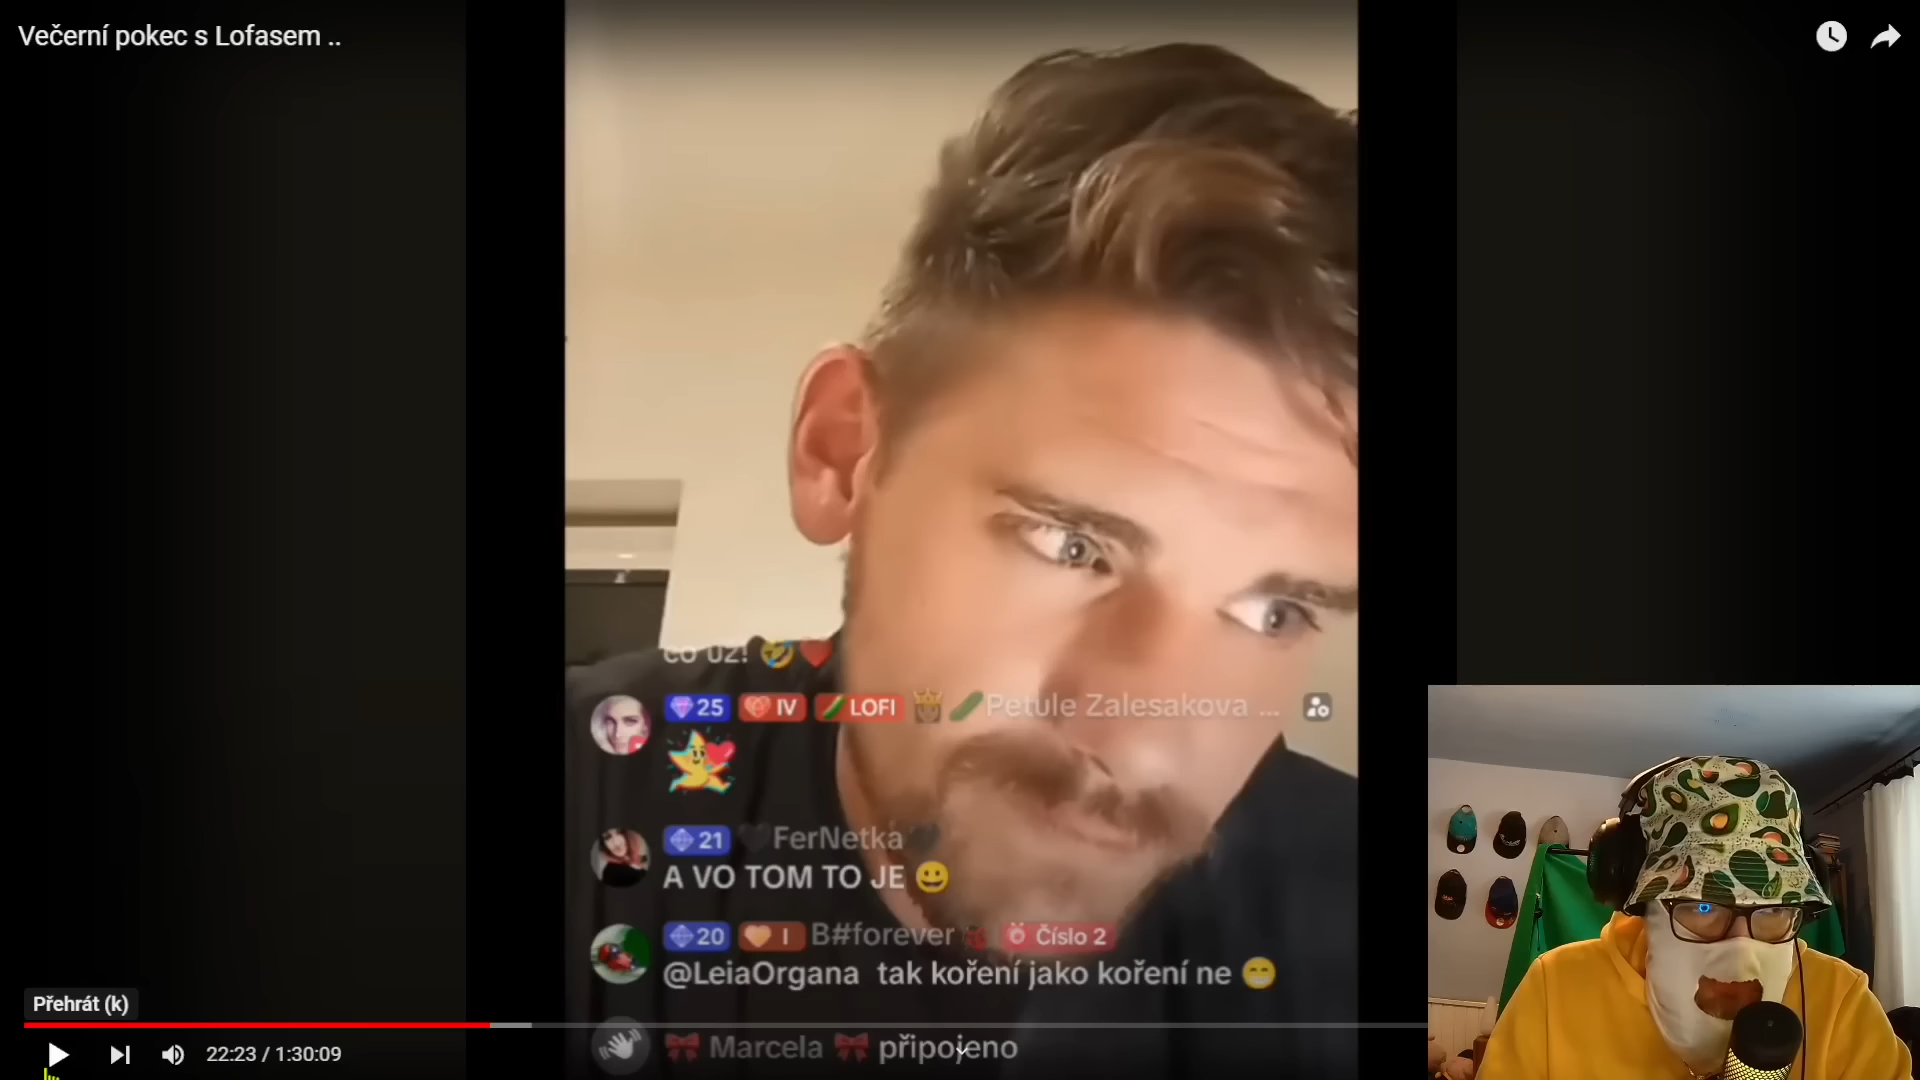 Večerní pokec s Lofasem ..
co už! 🤣❤️
25 IV LOFI 👸🥒Petule Zalesakova ...
21 🖤FerNetka🖤
A VO TOM TO JE 😀
20 I B#forever🐞 Číslo 2
@LeiaOrgana tak koření jako koření ne 😁
🎀 Marcela 🎀 připojeno
Přehrát (k)
22:23 / 1:30:09